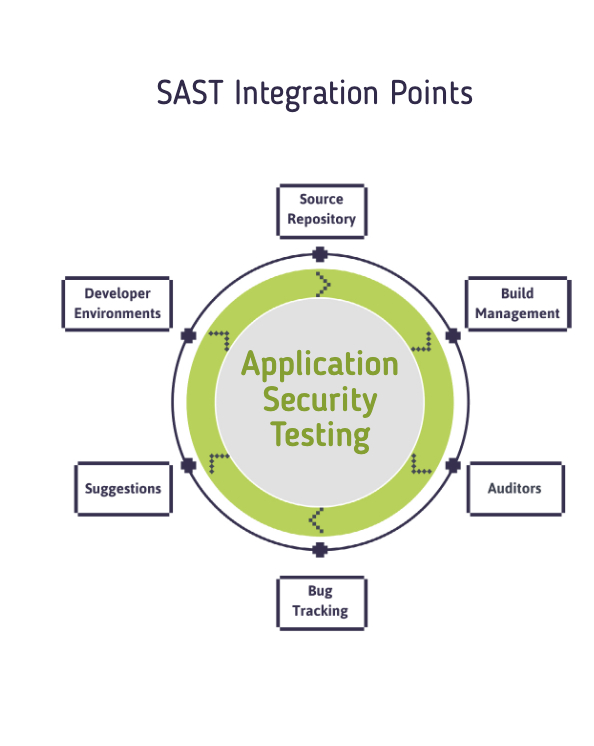 SAST Integration Points
Source
Repository
Developer
Environments
Build
Management
Application
Security
Testing
Suggestions
Auditors
Bug
Tracking